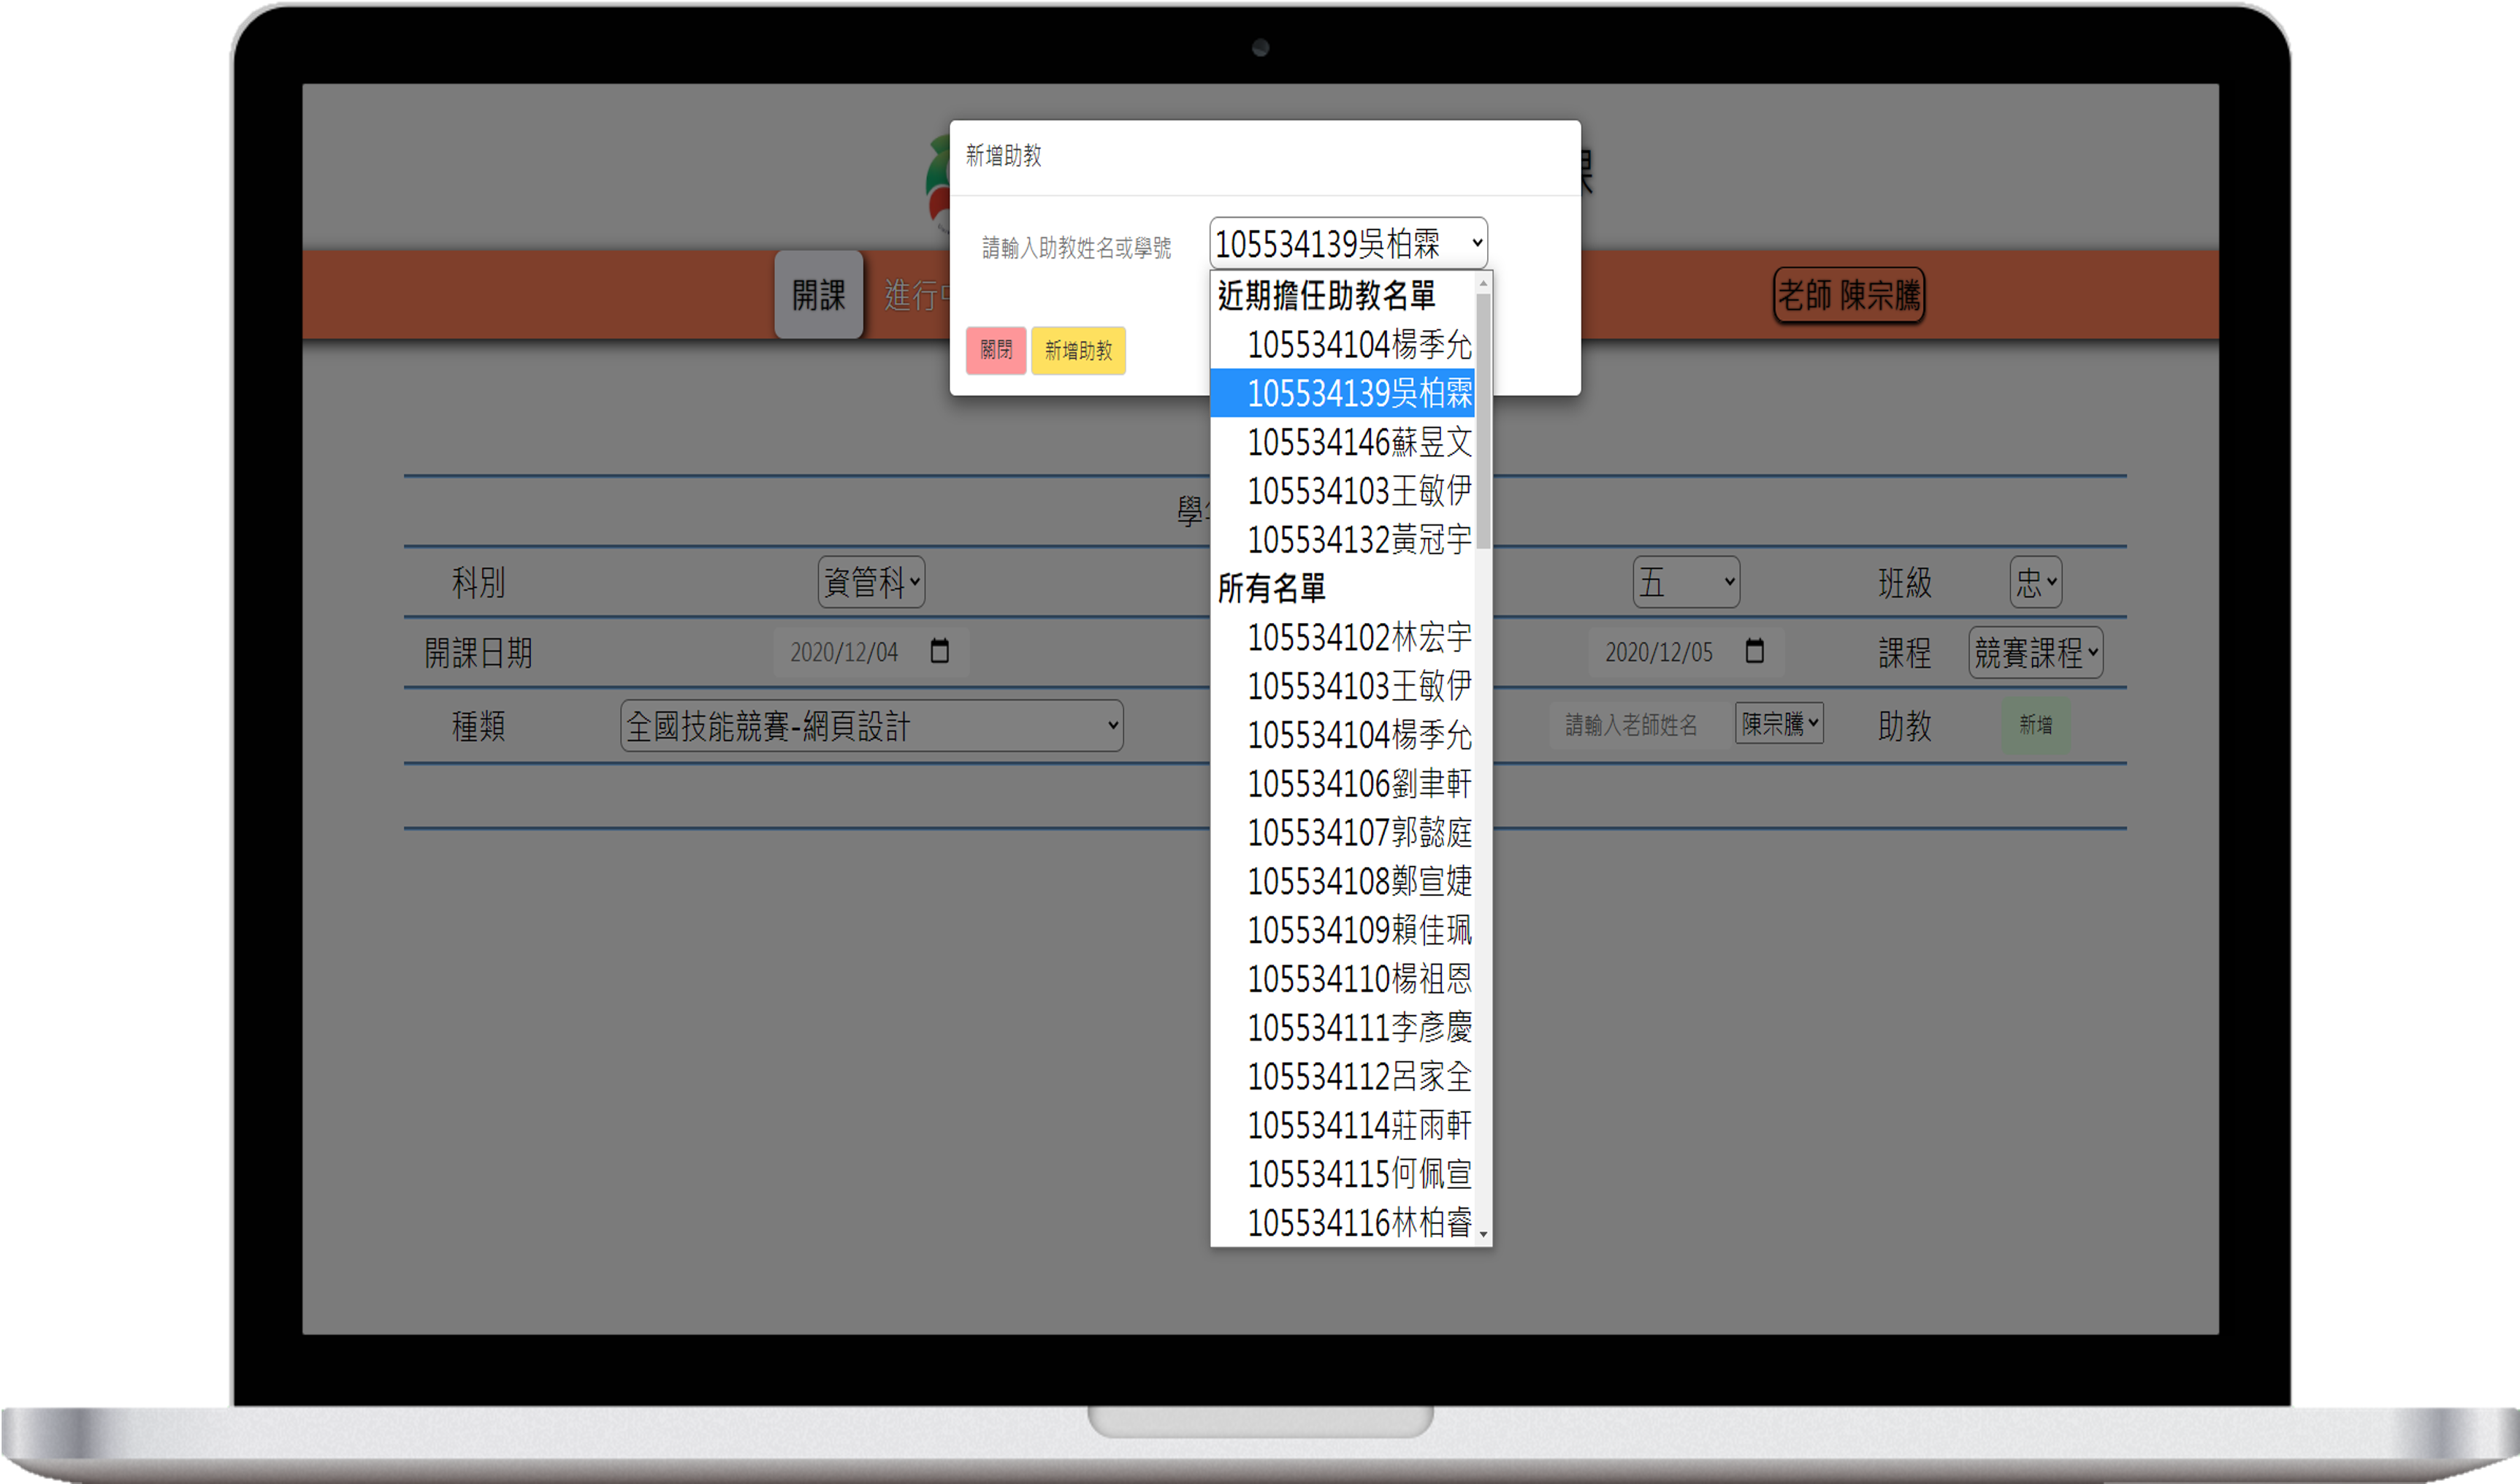 新增助教
課
請輸入助教姓名或學號 105534139吳柏霖
開課 進行中 老師 陳宗騰
關閉 新增助教
近期擔任助教名單
105534104楊季允
105534139吳柏霖
105534146蘇昱文
105534103王敏伊
105534132黃冠宇
所有名單
105534102林宏宇
105534103王敏伊
105534104楊季允
105534106劉聿軒
105534107郭懿庭
105534108鄭宣婕
105534109賴佳珮
105534110楊祖恩
105534111李彥慶
105534112呂家全
105534114莊雨軒
105534115何佩宣
105534116林柏睿
學
科別 資管科 五 班級 忠
開課日期 2020/12/04 2020/12/05 課程 競賽課程
種類 全國技能競賽-網頁設計 請輸入老師姓名 陳宗騰 助教 新增